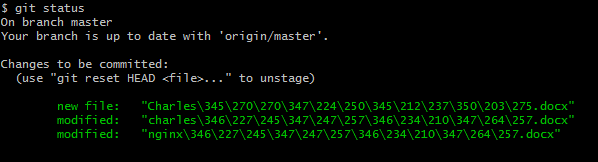 $ git status
On branch master
Your branch is up to date with 'origin/master'.
Changes to be committed:
(use "git reset HEAD <file>..." to unstage)
new file: "Charles\345\270\270\347\224\250\345\212\237\350\203\275.docx"
modified: "charles\346\227\245\347\247\257\346\234\210\347\264\257.docx"
modified: "nginx\346\227\245\347\247\257\346\234\210\347\264\257.docx"